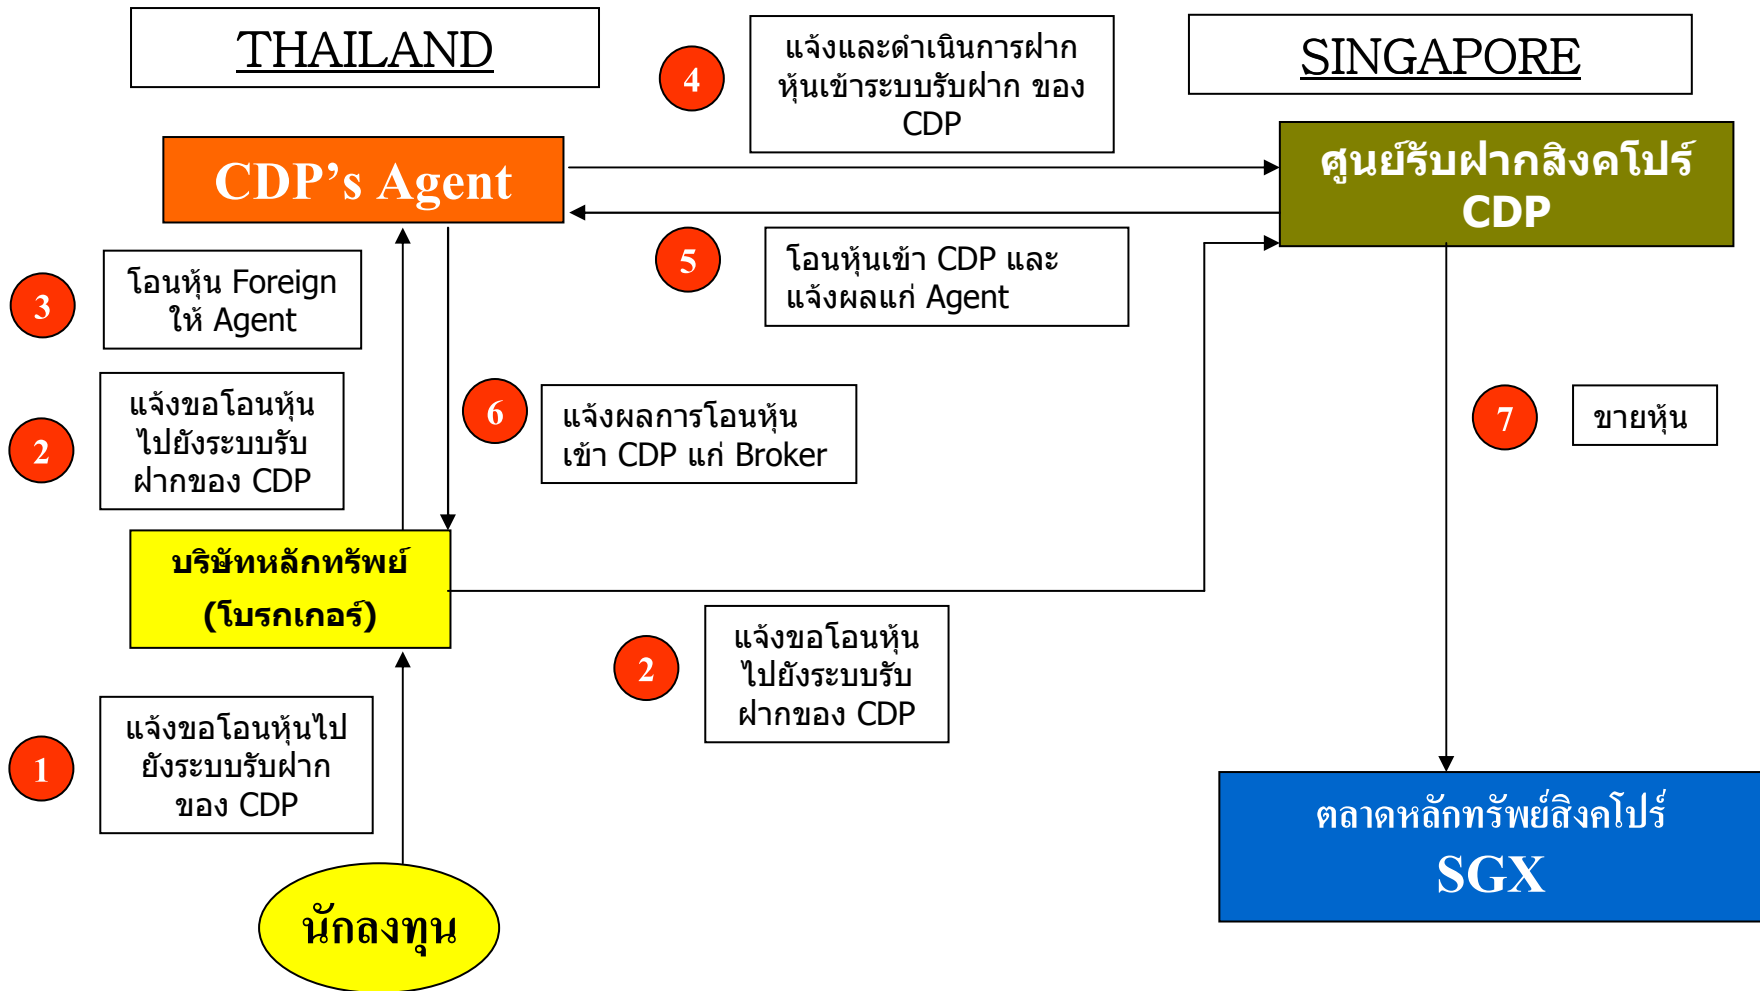 THAILAND
4
แจ้งและดำเนินการฝาก
หุ้นเข้าระบบรับฝาก ของ
CDP
SINGAPORE
CDP's Agent
ศูนย์รับฝากสิงคโปร์
CDP
3
โอนหุ้น Foreign
ให้ Agent
5
โอนหุ้นเข้า CDP และ
แจ้งผลแก่ Agent
2
แจ้งขอโอนหุ้น
ไปยังระบบรับ
ฝากของ CDP
6
แจ้งผลการโอนหุ้น
เข้า CDP แก่ Broker
7
ขายหุ้น
บริษัทหลักทรัพย์
(โบรกเกอร์)
2
แจ้งขอโอนหุ้น
ไปยังระบบรับ
ฝากของ CDP
1
แจ้งขอโอนหุ้นไป
ยังระบบรับฝาก
ของ CDP
ตลาดหลักทรัพย์สิงคโปร์
SGX
นักลงทุน